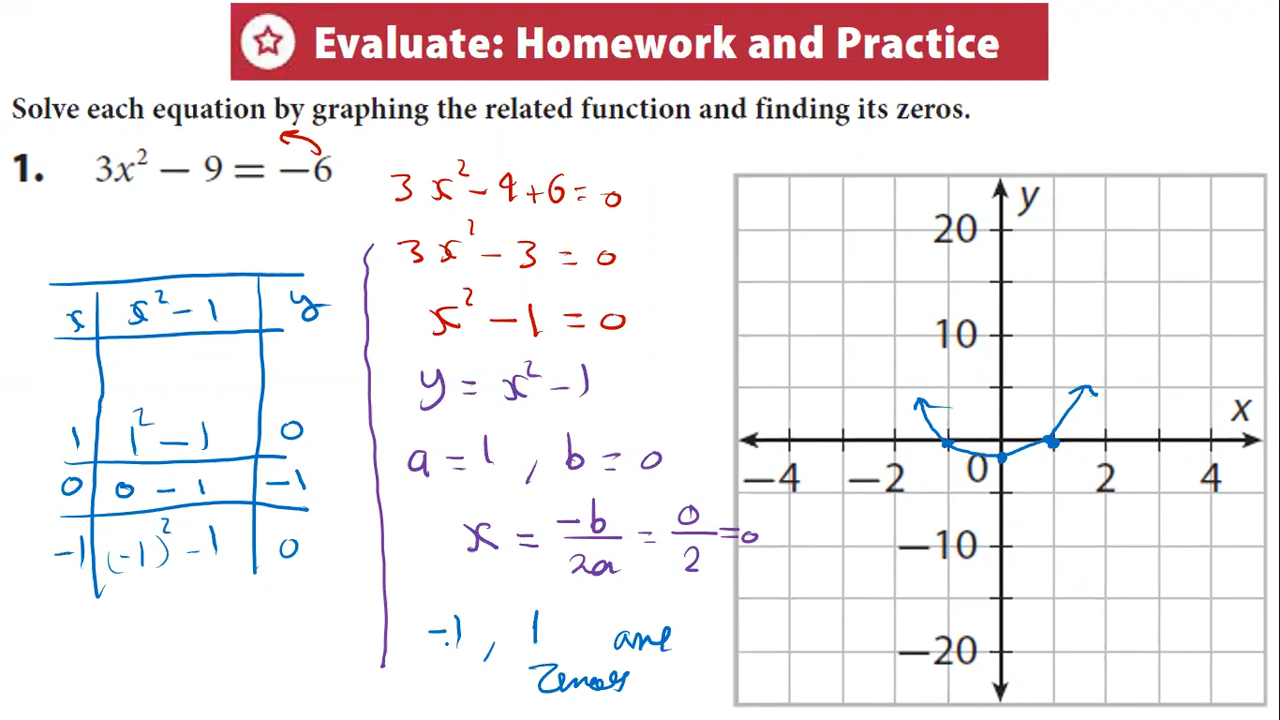 Evaluate: Homework and Practice
Solve each equation by graphing the related function and finding its zeros.
1. 3x² − 9 = −6
3x² - 9 + 6 = 0
3x² - 3 = 0
x² - 1 = 0
y = x² - 1
a = 1, b = 0
x = -b/2a = 0/2 = 0
-1, 1 are
zeroes
x x² - 1 y
1 1² - 1 0
0 0 - 1 -1
-1 (-1)² - 1 0
y
20
10
x
−4 −2 0 2 4
−10
−20